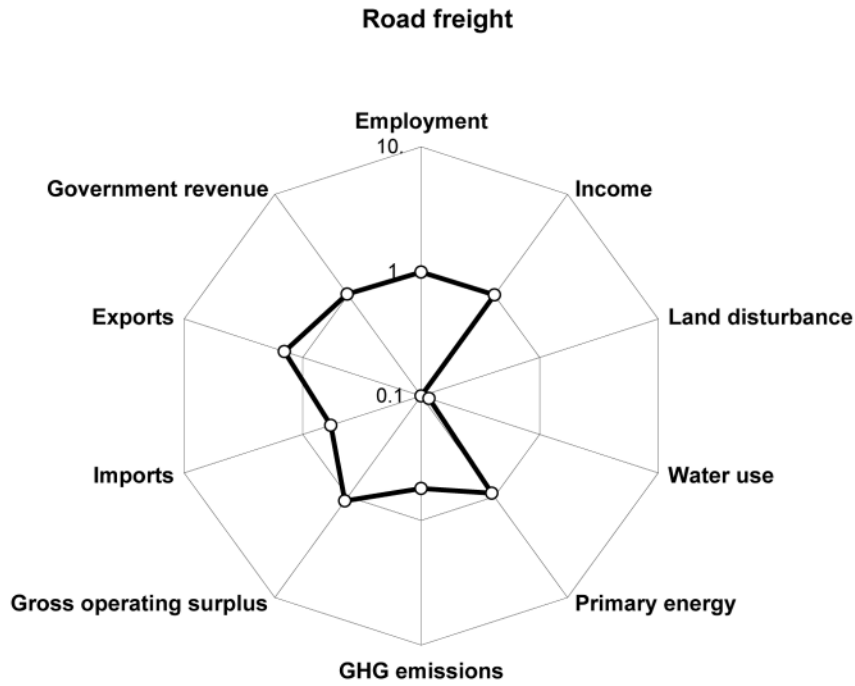 Road freight
Employment
10.
Government revenue
Income
1
Exports
Land disturbance
0.1
Imports
Water use
Gross operating surplus
Primary energy
GHG emissions